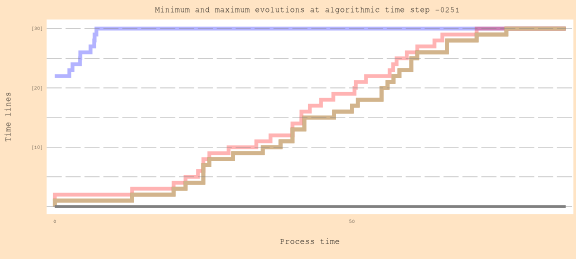 Minimum and maximum evolutions at algorithmic time step -0251
[30]
[20]
[10]
Time lines
0
50
Process time